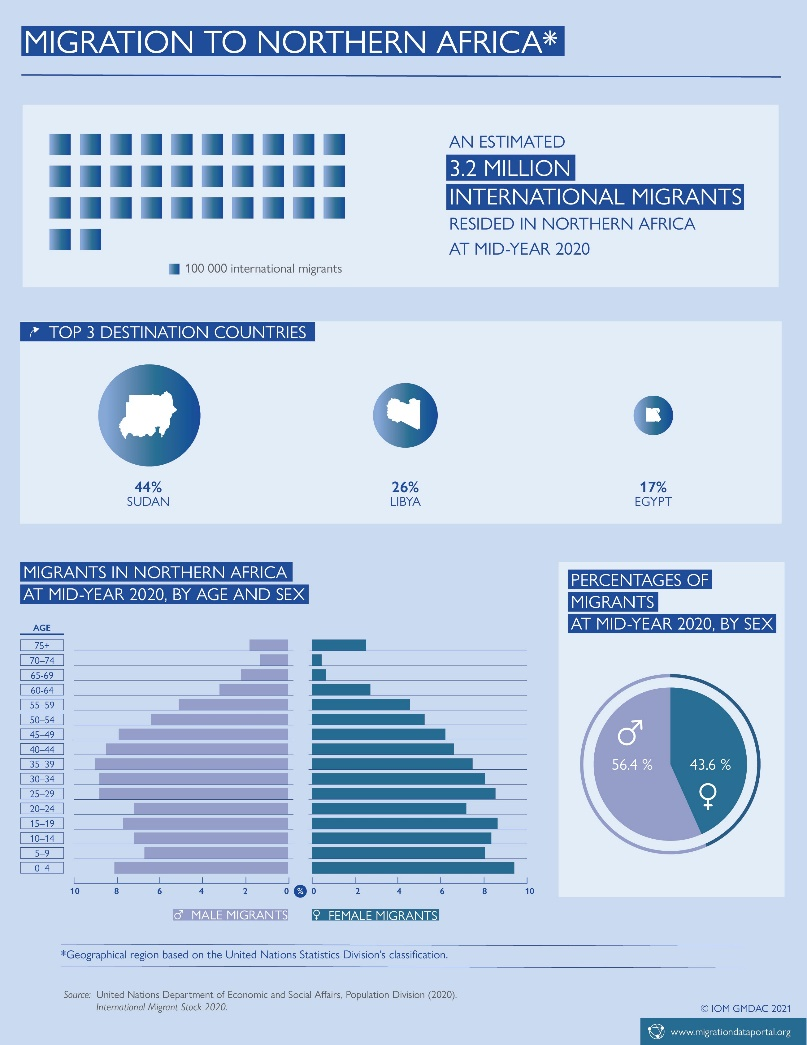 MIGRATION TO NORTHERN AFRICA*
AN ESTIMATED
3.2 MILLION
INTERNATIONAL MIGRANTS
RESIDED IN NORTHERN AFRICA
AT MID-YEAR 2020
100 000 international migrants
TOP 3 DESTINATION COUNTRIES
44%
SUDAN
26%
LIBYA
17%
EGYPT
MIGRANTS IN NORTHERN AFRICA
AT MID-YEAR 2020, BY AGE AND SEX
AGE
75+
70–74
65-69
60-64
55–59
50–54
45–49
40–44
35–39
30–34
25–29
20–24
15–19
10–14
5–9
0–4
10 8 6 4 2 0 % 0 2 4 6 8 10
♂ MALE MIGRANTS ♀ FEMALE MIGRANTS
PERCENTAGES OF
MIGRANTS
AT MID-YEAR 2020, BY SEX
♂
56.4 % 43.6 %
♀
*Geographical region based on the United Nations Statistics Division's classification.
Source: United Nations Department of Economic and Social Affairs, Population Division (2020).
International Migrant Stock 2020.
© IOM GMDAC 2021
www.migrationdataportal.org